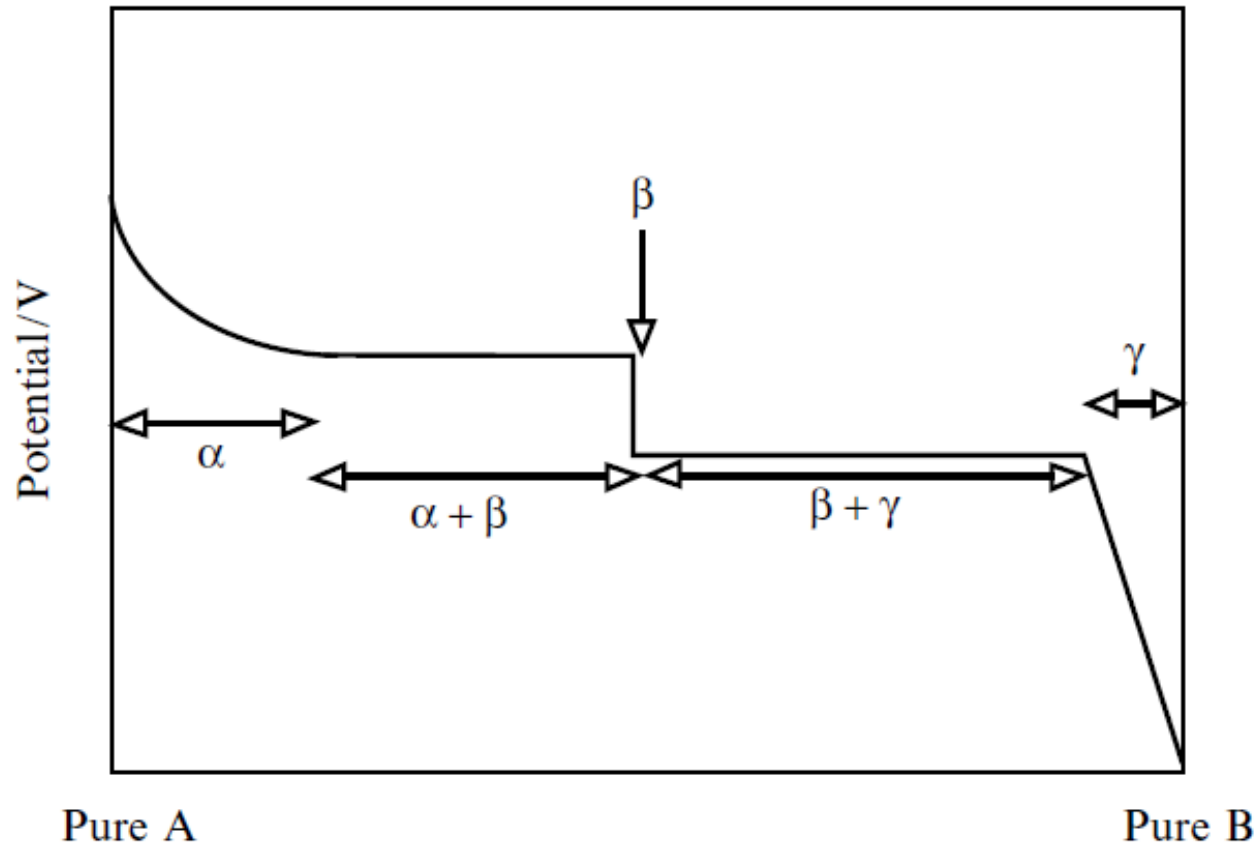 β
Potential/V
γ
α
α + β
β + γ
Pure A
Pure B